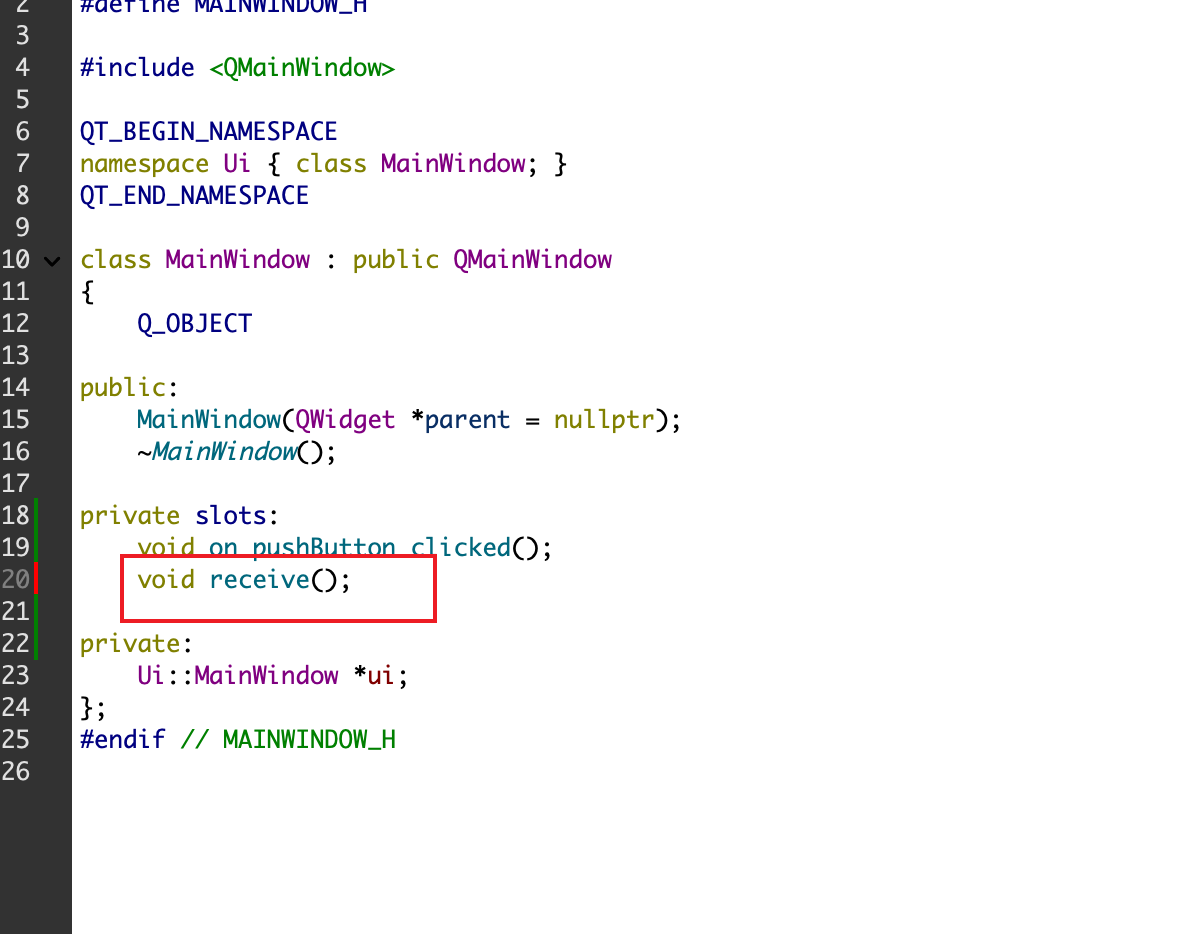 2 #define MAINWINDOW_H
3
4 #include <QMainWindow>
5
6 QT_BEGIN_NAMESPACE
7 namespace Ui { class MainWindow; }
8 QT_END_NAMESPACE
9
10 class MainWindow : public QMainWindow
11 {
12 Q_OBJECT
13
14 public:
15 MainWindow(QWidget *parent = nullptr);
16 ~MainWindow();
17
18 private slots:
19 void on_pushButton_clicked();
20 void receive();
21
22 private:
23 Ui::MainWindow *ui;
24 };
25 #endif // MAINWINDOW_H
26